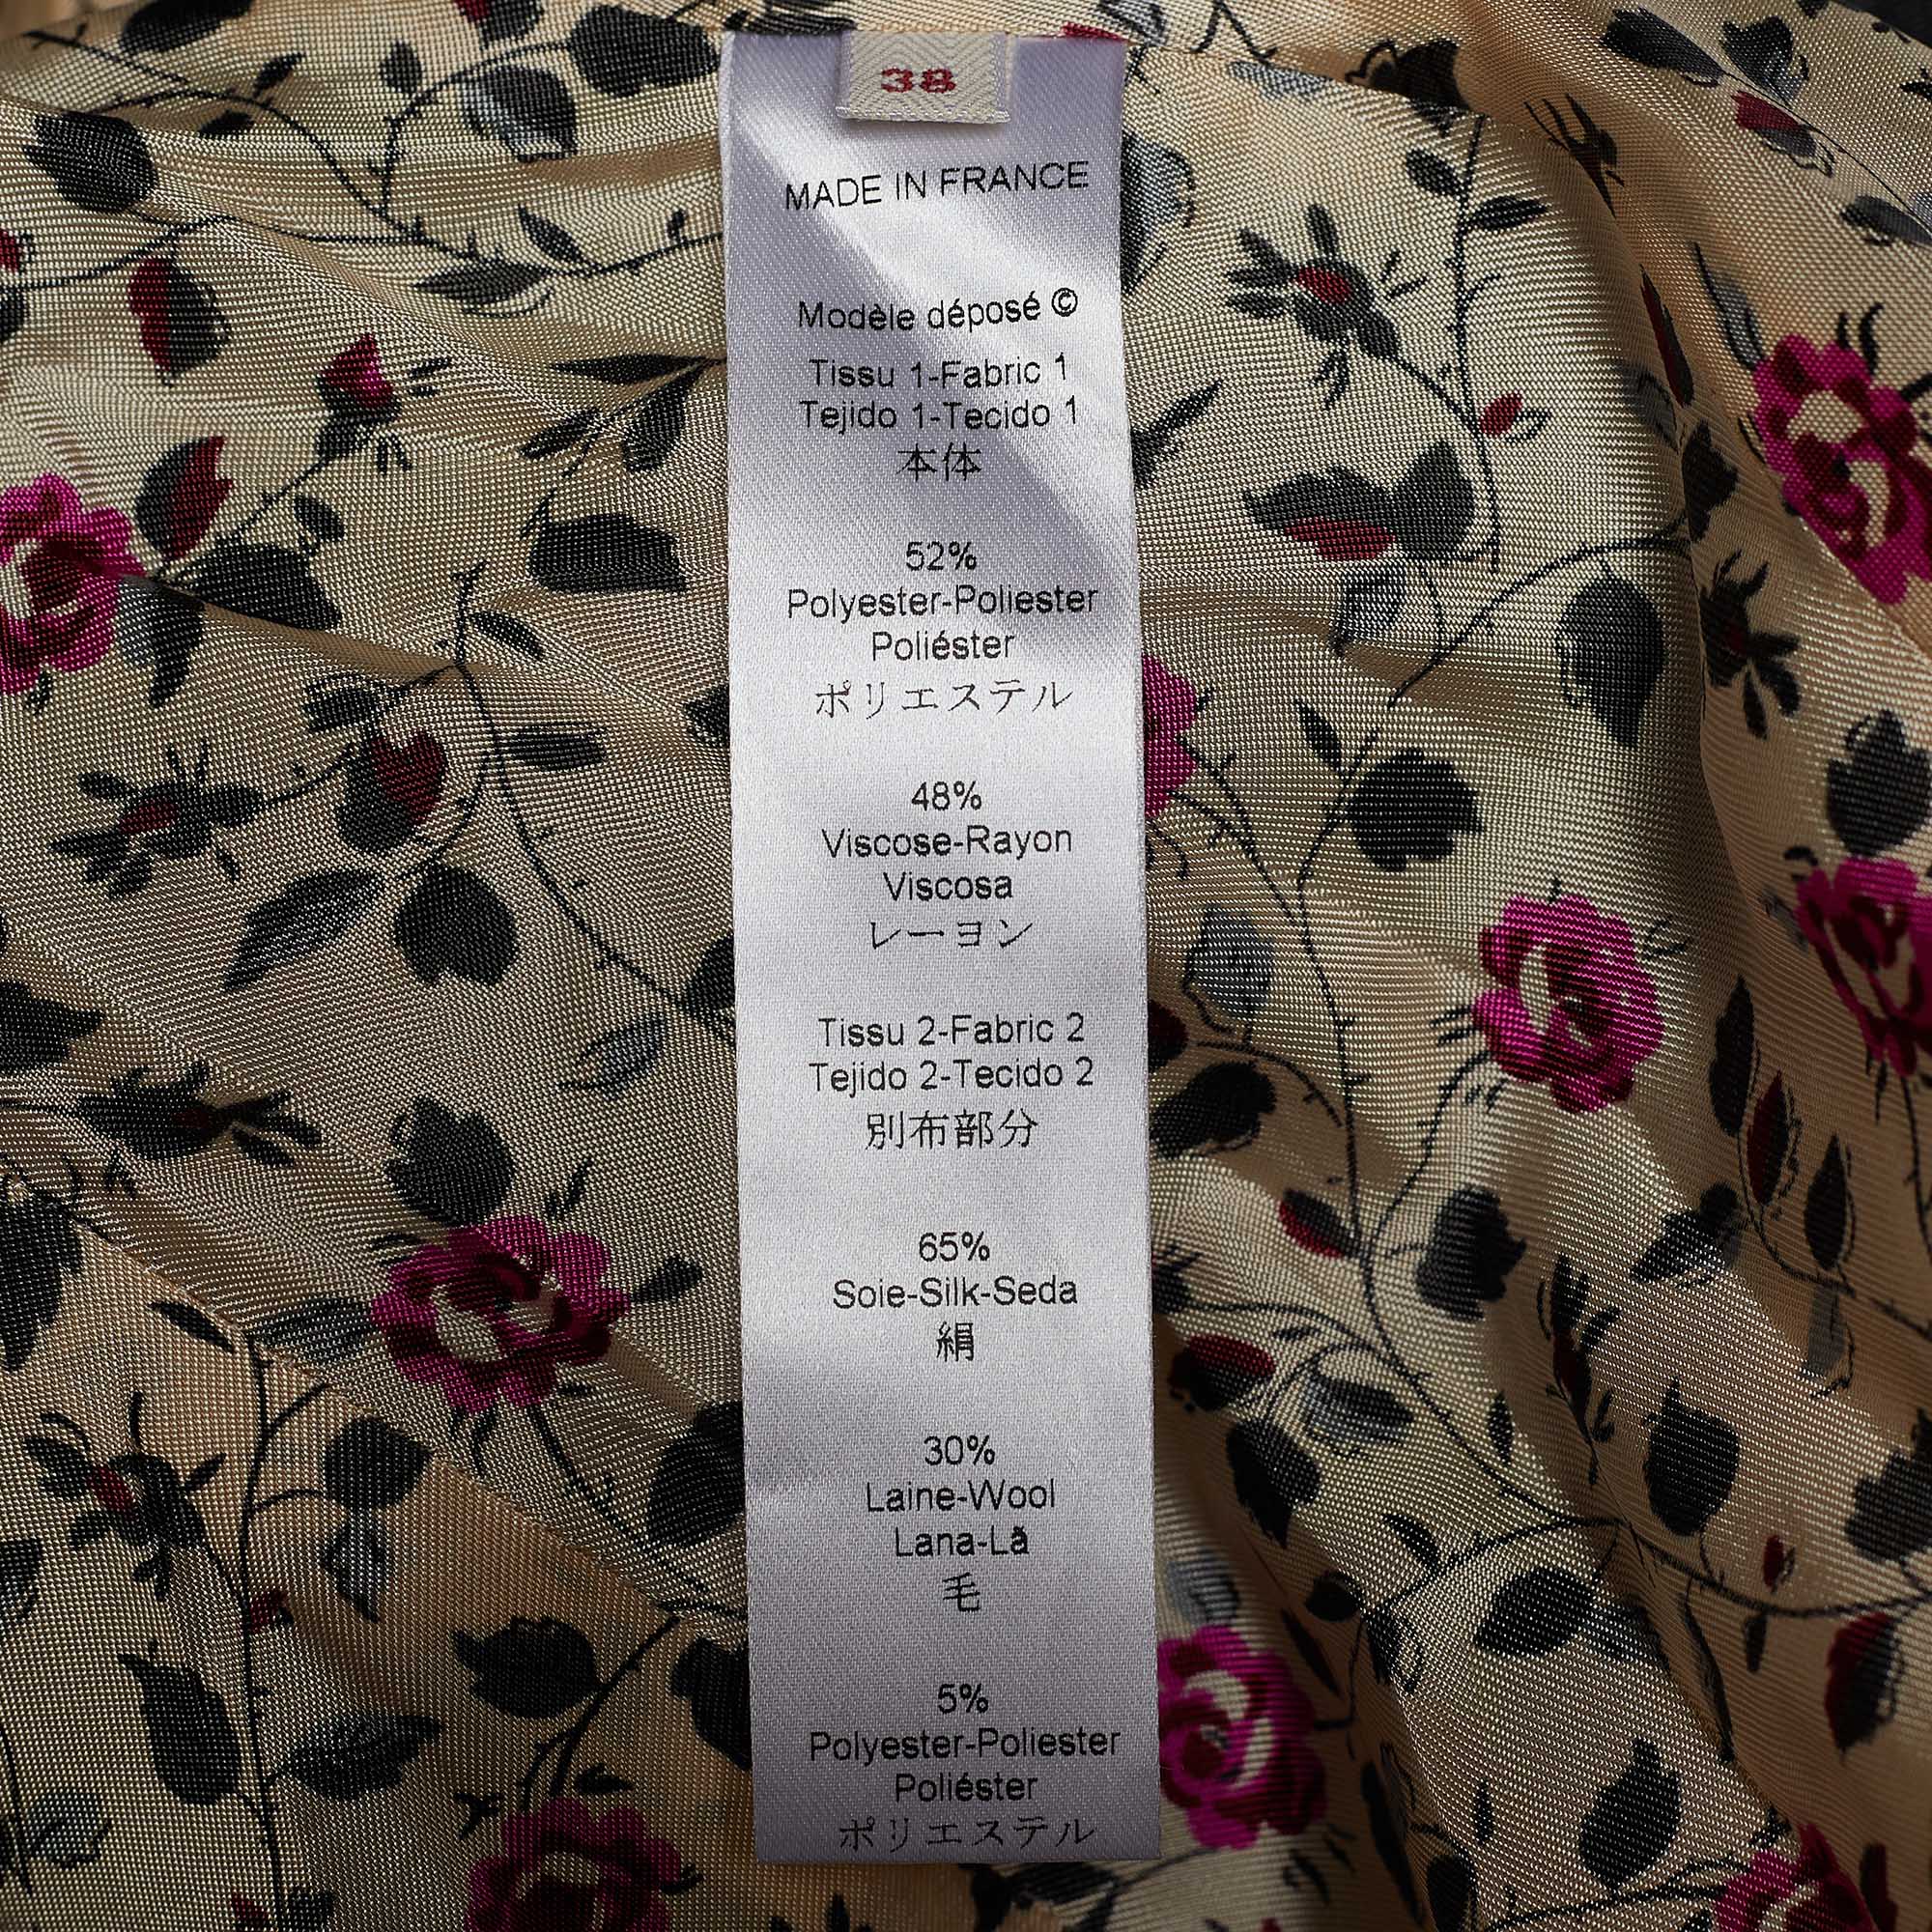 38
MADE IN FRANCE
Modèle déposé ©
Tissu 1-Fabric 1
Tejido 1-Tecido 1
本体
52%
Polyester-Poliester
Poliéster
ポリエステル
48%
Viscose-Rayon
Viscosa
レーヨン
Tissu 2-Fabric 2
Tejido 2-Tecido 2
別布部分
65%
Soie-Silk-Seda
絹
30%
Laine-Wool
Lana-Lã
毛
5%
Polyester-Poliester
Poliéster
ポリエステル